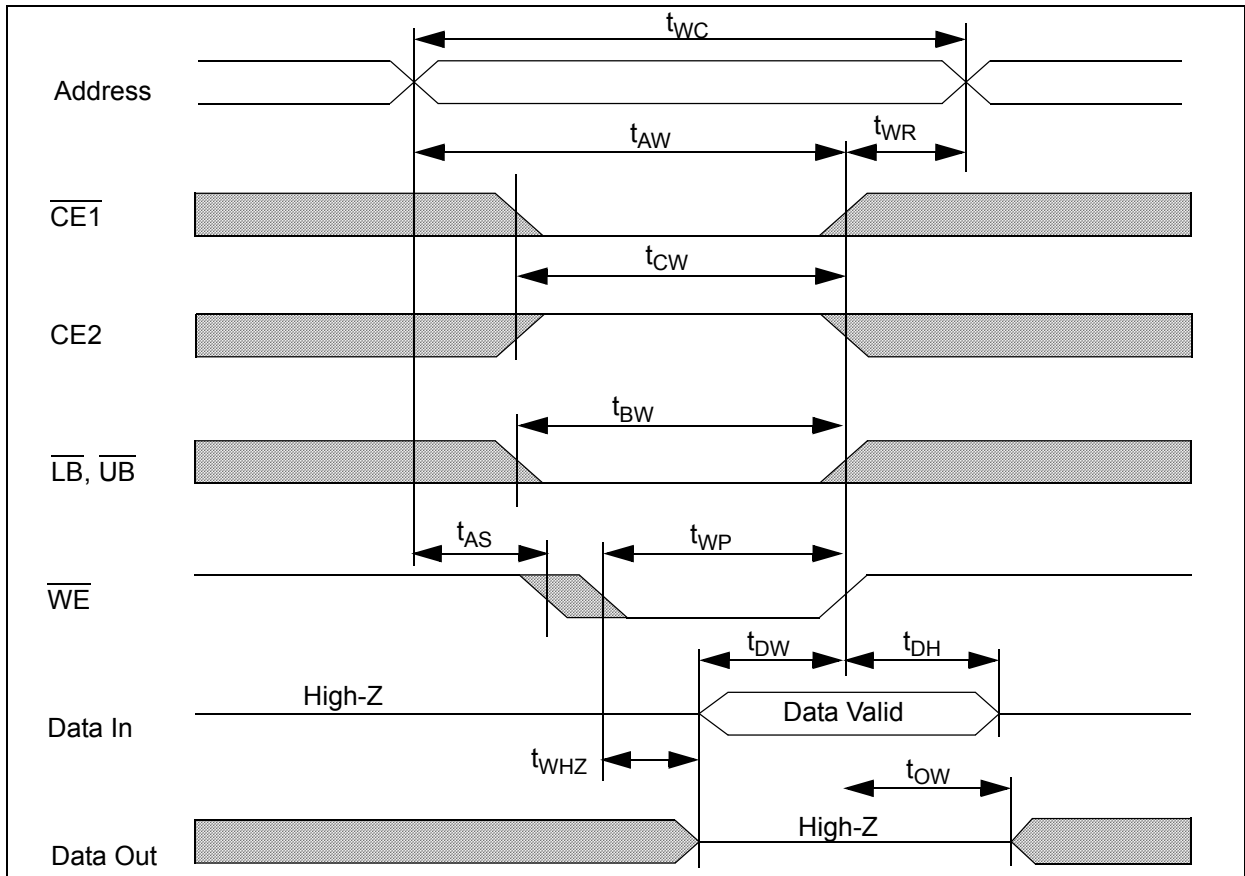 tWC
Address
tAW
tWR
CE1
tCW
CE2
tBW
LB, UB
tAS
tWP
WE
tDW
tDH
High-Z
Data Valid
Data In
tWHZ
tOW
High-Z
Data Out